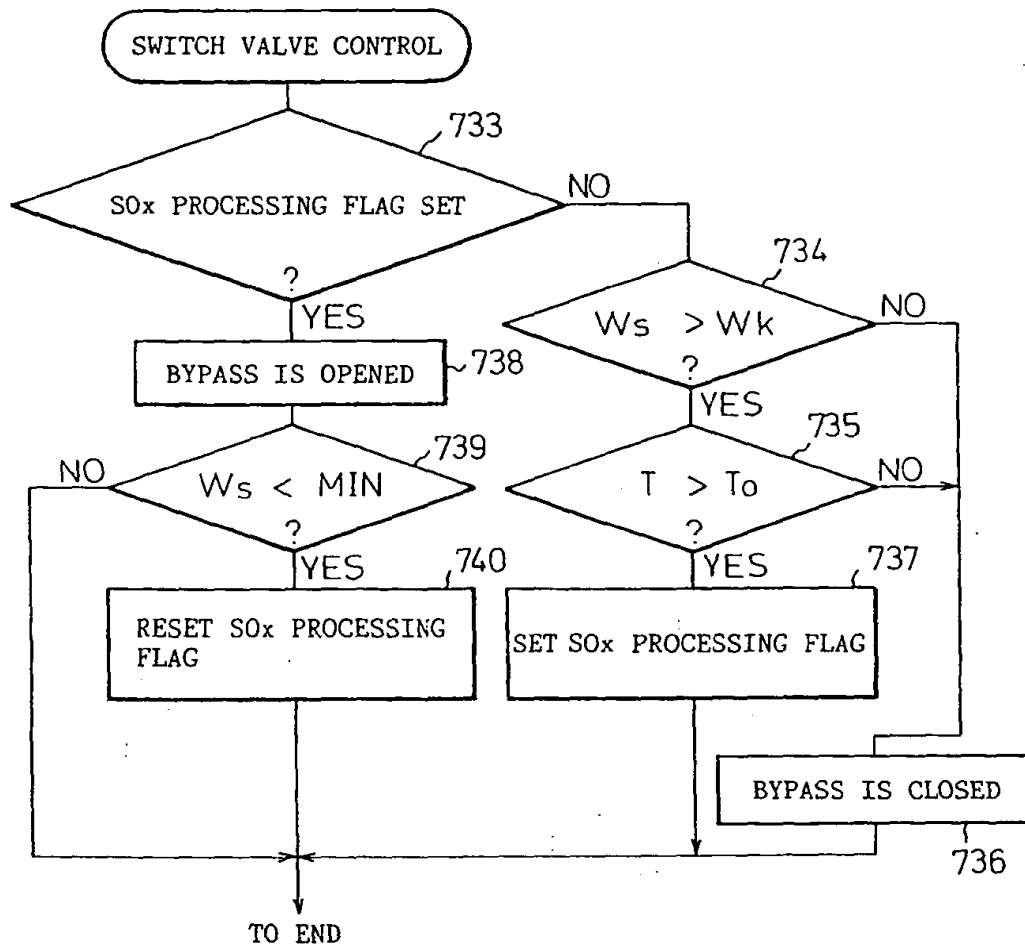 SWITCH VALVE CONTROL
733
SOx PROCESSING FLAG SET
?
NO
YES
734
Ws > Wk
?
NO
YES
BYPASS IS OPENED
738
739
Ws < MIN
?
NO
YES
735
T > To
?
NO
YES
740
RESET SOx PROCESSING
FLAG
737
SET SOx PROCESSING FLAG
BYPASS IS CLOSED
736
TO END